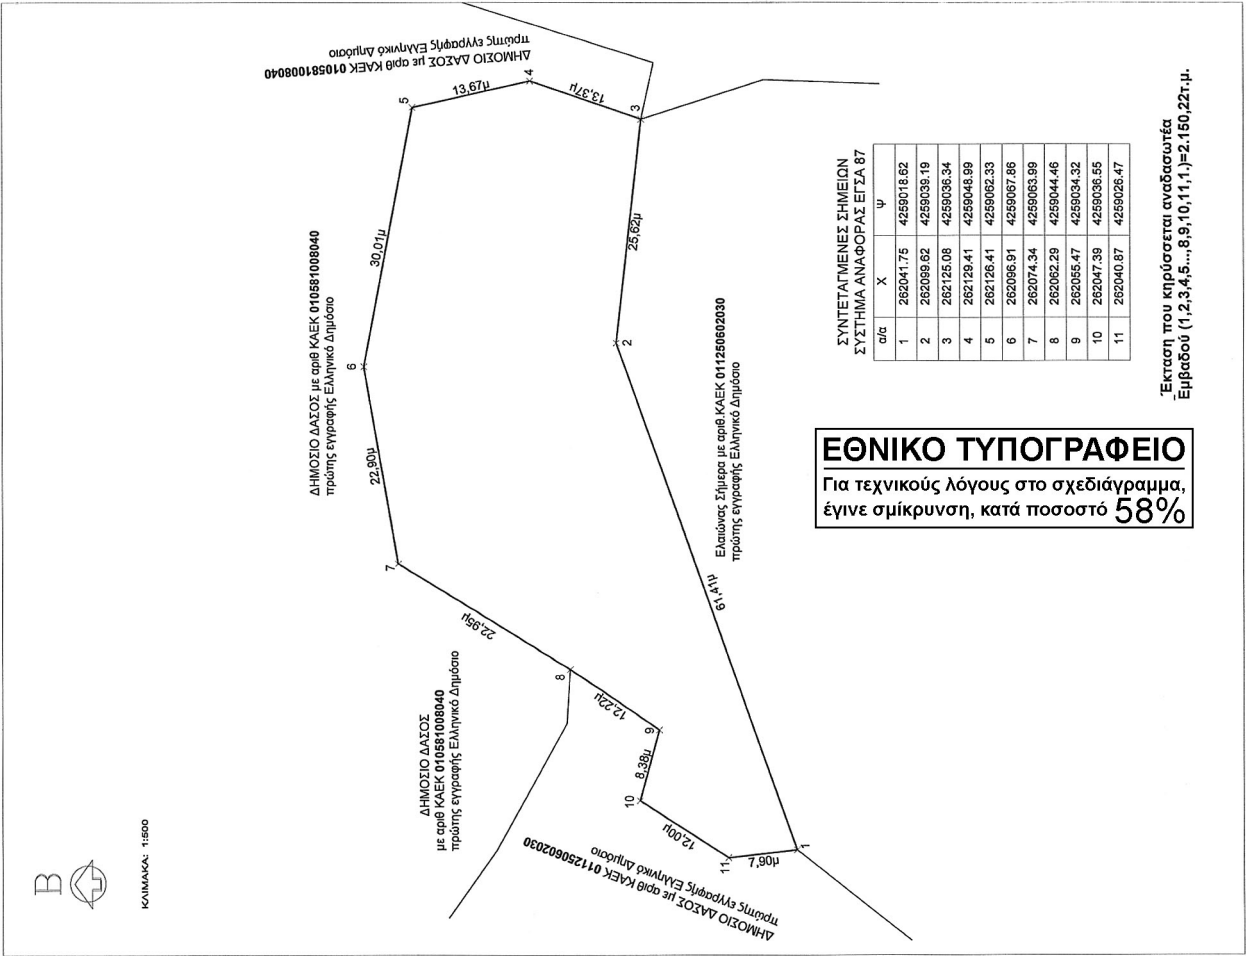 Β
ΚΛΙΜΑΚΑ: 1:500
ΔΗΜΟΣΙΟ ΔΑΣΟΣ με αριθ ΚΑΕΚ 010581008040
πρώτης εγγραφής Ελληνικό Δημόσιο
ΔΗΜΟΣΙΟ ΔΑΣΟΣ με αριθ ΚΑΕΚ 010581008040
πρώτης εγγραφής Ελληνικό Δημόσιο
ΔΗΜΟΣΙΟ ΔΑΣΟΣ
με αριθ ΚΑΕΚ 010581008040
πρώτης εγγραφής Ελληνικό Δημόσιο
ΔΗΜΟΣΙΟ ΔΑΣΟΣ με αριθ ΚΑΕΚ 011250602030
πρώτης εγγραφής Ελληνικό Δημόσιο
Ελαιώνας Σήμερα με αριθ.ΚΑΕΚ 011250602030
πρώτης εγγραφής Ελληνικό Δημόσιο
1
2
3
4
5
6
7
8
9
10
11
61,41μ
25,62μ
13,37μ
13,67μ
30,01μ
22,90μ
22,95μ
12,22μ
8,38μ
12,00μ
7,90μ
ΣΥΝΤΕΤΑΓΜΕΝΕΣ ΣΗΜΕΙΩΝ
ΣΥΣΤΗΜΑ ΑΝΑΦΟΡΑΣ ΕΓΣΑ 87
α/α Χ Ψ
1 262041.75 4259018.62
2 262099.62 4259039.19
3 262125.08 4259036.34
4 262129.41 4259048.99
5 262126.41 4259062.33
6 262096.91 4259067.86
7 262074.34 4259063.99
8 262062.29 4259044.46
9 262055.47 4259034.32
10 262047.39 4259036.55
11 262040.87 4259026.47
Έκταση που κηρύσσεται αναδασωτέα
Εμβαδού (1,2,3,4,5...,8,9,10,11,1.)=2.150,22τ.μ.
ΕΘΝΙΚΟ ΤΥΠΟΓΡΑΦΕΙΟ
Για τεχνικούς λόγους στο σχεδιάγραμμα,
έγινε σμίκρυνση, κατά ποσοστό 58%